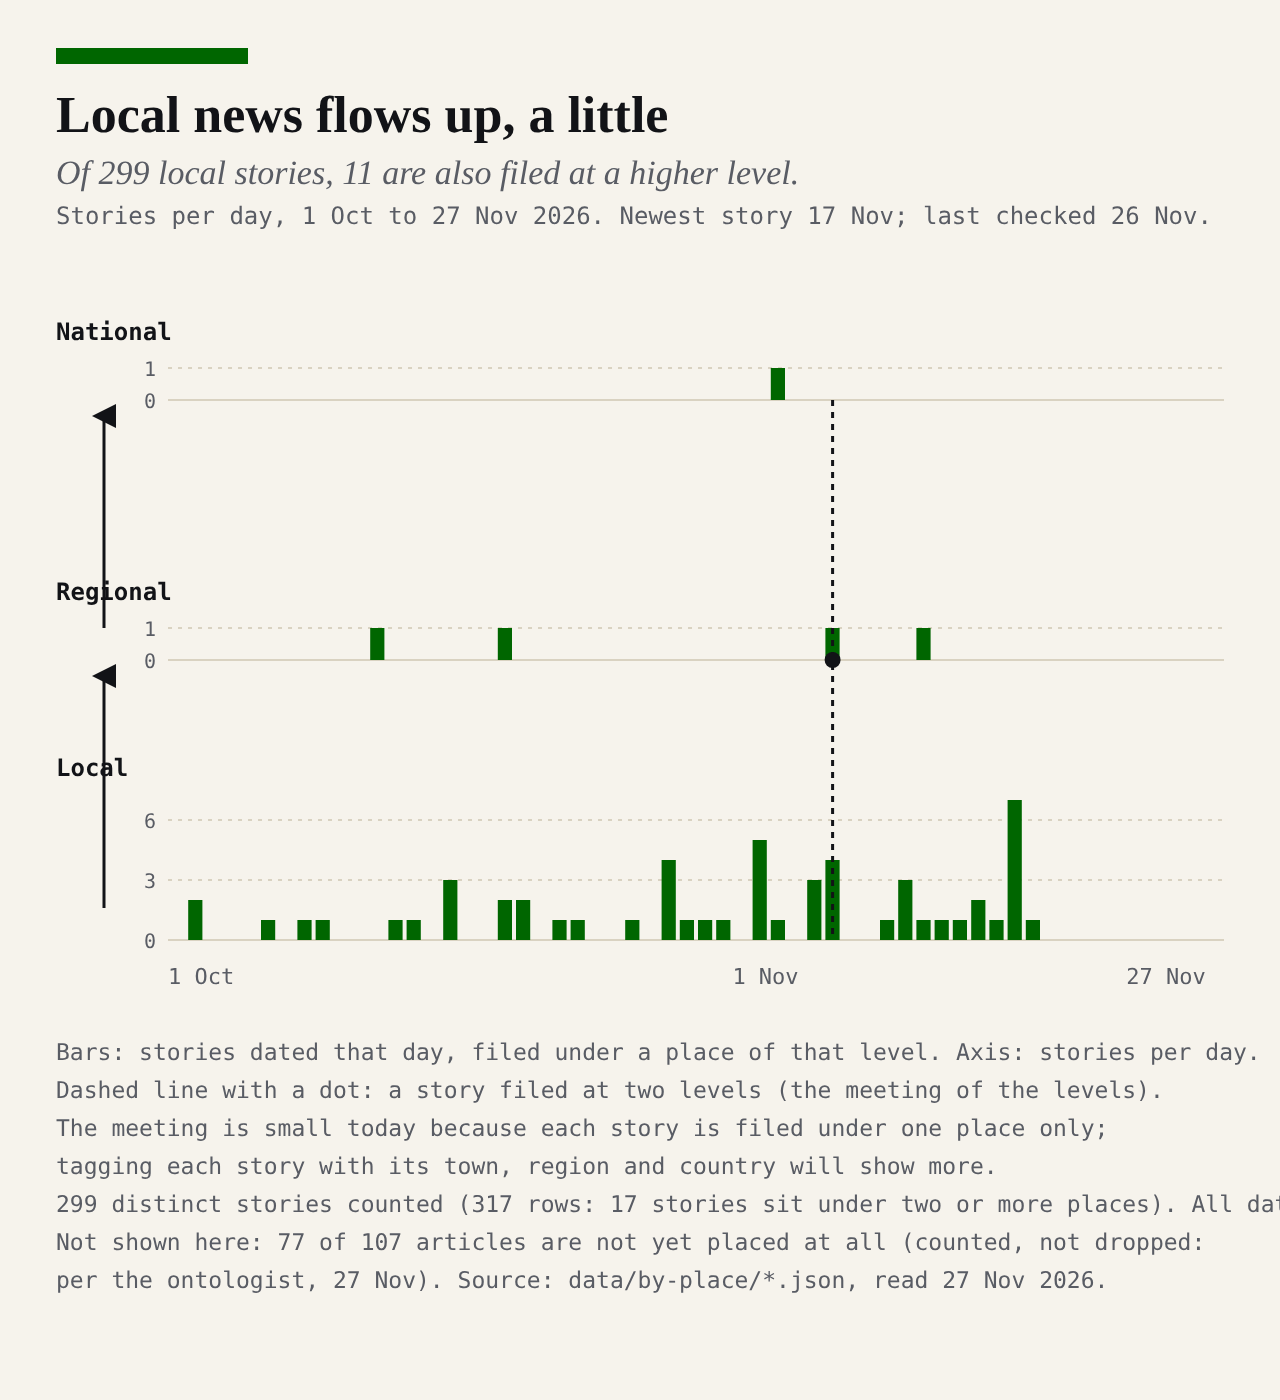 Local news flows up, a little
Of 299 local stories, 11 are also filed at a higher level.
Stories per day, 1 Oct to 27 Nov 2026. Newest story 17 Nov; last checked 26 Nov.
National
1
0
Regional
1
0
Local
6
3
0
1 Oct 1 Nov 27 Nov
Bars: stories dated that day, filed under a place of that level. Axis: stories per day.
Dashed line with a dot: a story filed at two levels (the meeting of the levels).
The meeting is small today because each story is filed under one place only;
tagging each story with its town, region and country will show more.
299 distinct stories counted (317 rows: 17 stories sit under two or more places). All
Not shown here: 77 of 107 articles are not yet placed at all (counted, not dropped:
per the ontologist, 27 Nov). Source: data/by-place/*.json, read 27 Nov 2026.